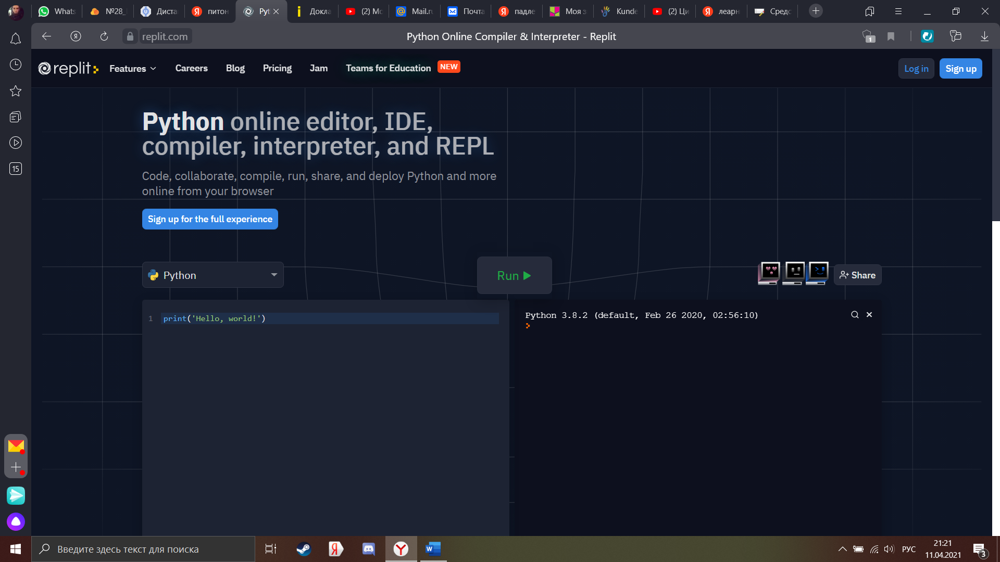 Whats
№28_
Диста
питон
Pyt
Докла
(2) Мо
Mail.ru
Почта
падле
Моя з
Kunde
(2) Ци
леарн
Средс
replit.com
Python Online Compiler & Interpreter - Replit
1
15
replit
Features
Careers
Blog
Pricing
Jam
Teams for Education
NEW
Log in
Sign up
Python online editor, IDE,
compiler, interpreter, and REPL
Code, collaborate, compile, run, share, and deploy Python and more
online from your browser
Sign up for the full experience
Python
Run
Share
1 print('Hello, world!')
Python 3.8.2 (default, Feb 26 2020, 02:56:10)
Введите здесь текст для поиска
РУС
21:21
11.04.2021
3